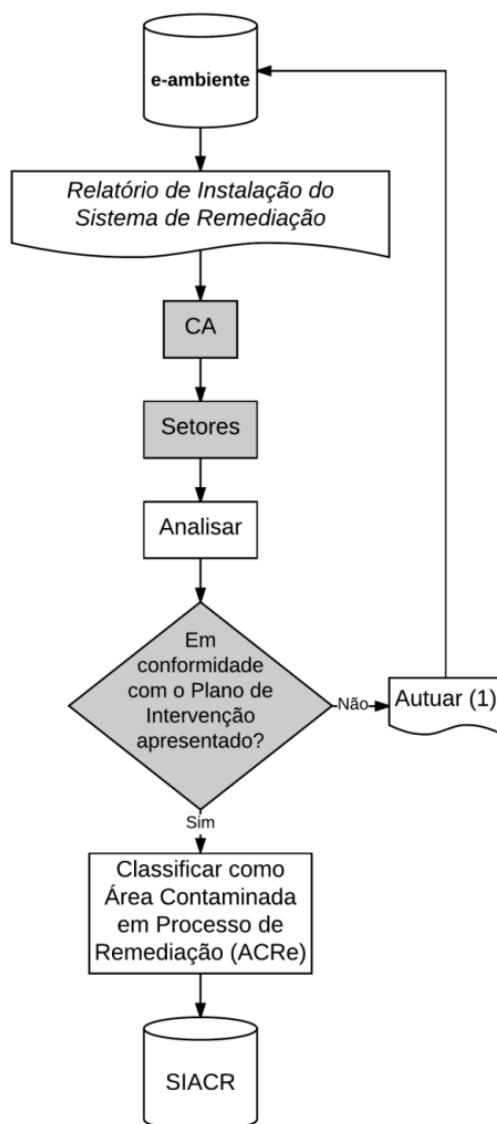 e-ambiente
Relatório de Instalação do
Sistema de Remediação
CA
Setores
Analisar
Em
conformidade
com o Plano de
Intervenção
apresentado?
Não
Autuar (1)
Sim
Classificar como
Área Contaminada
em Processo de
Remediação (ACRe)
SIACR